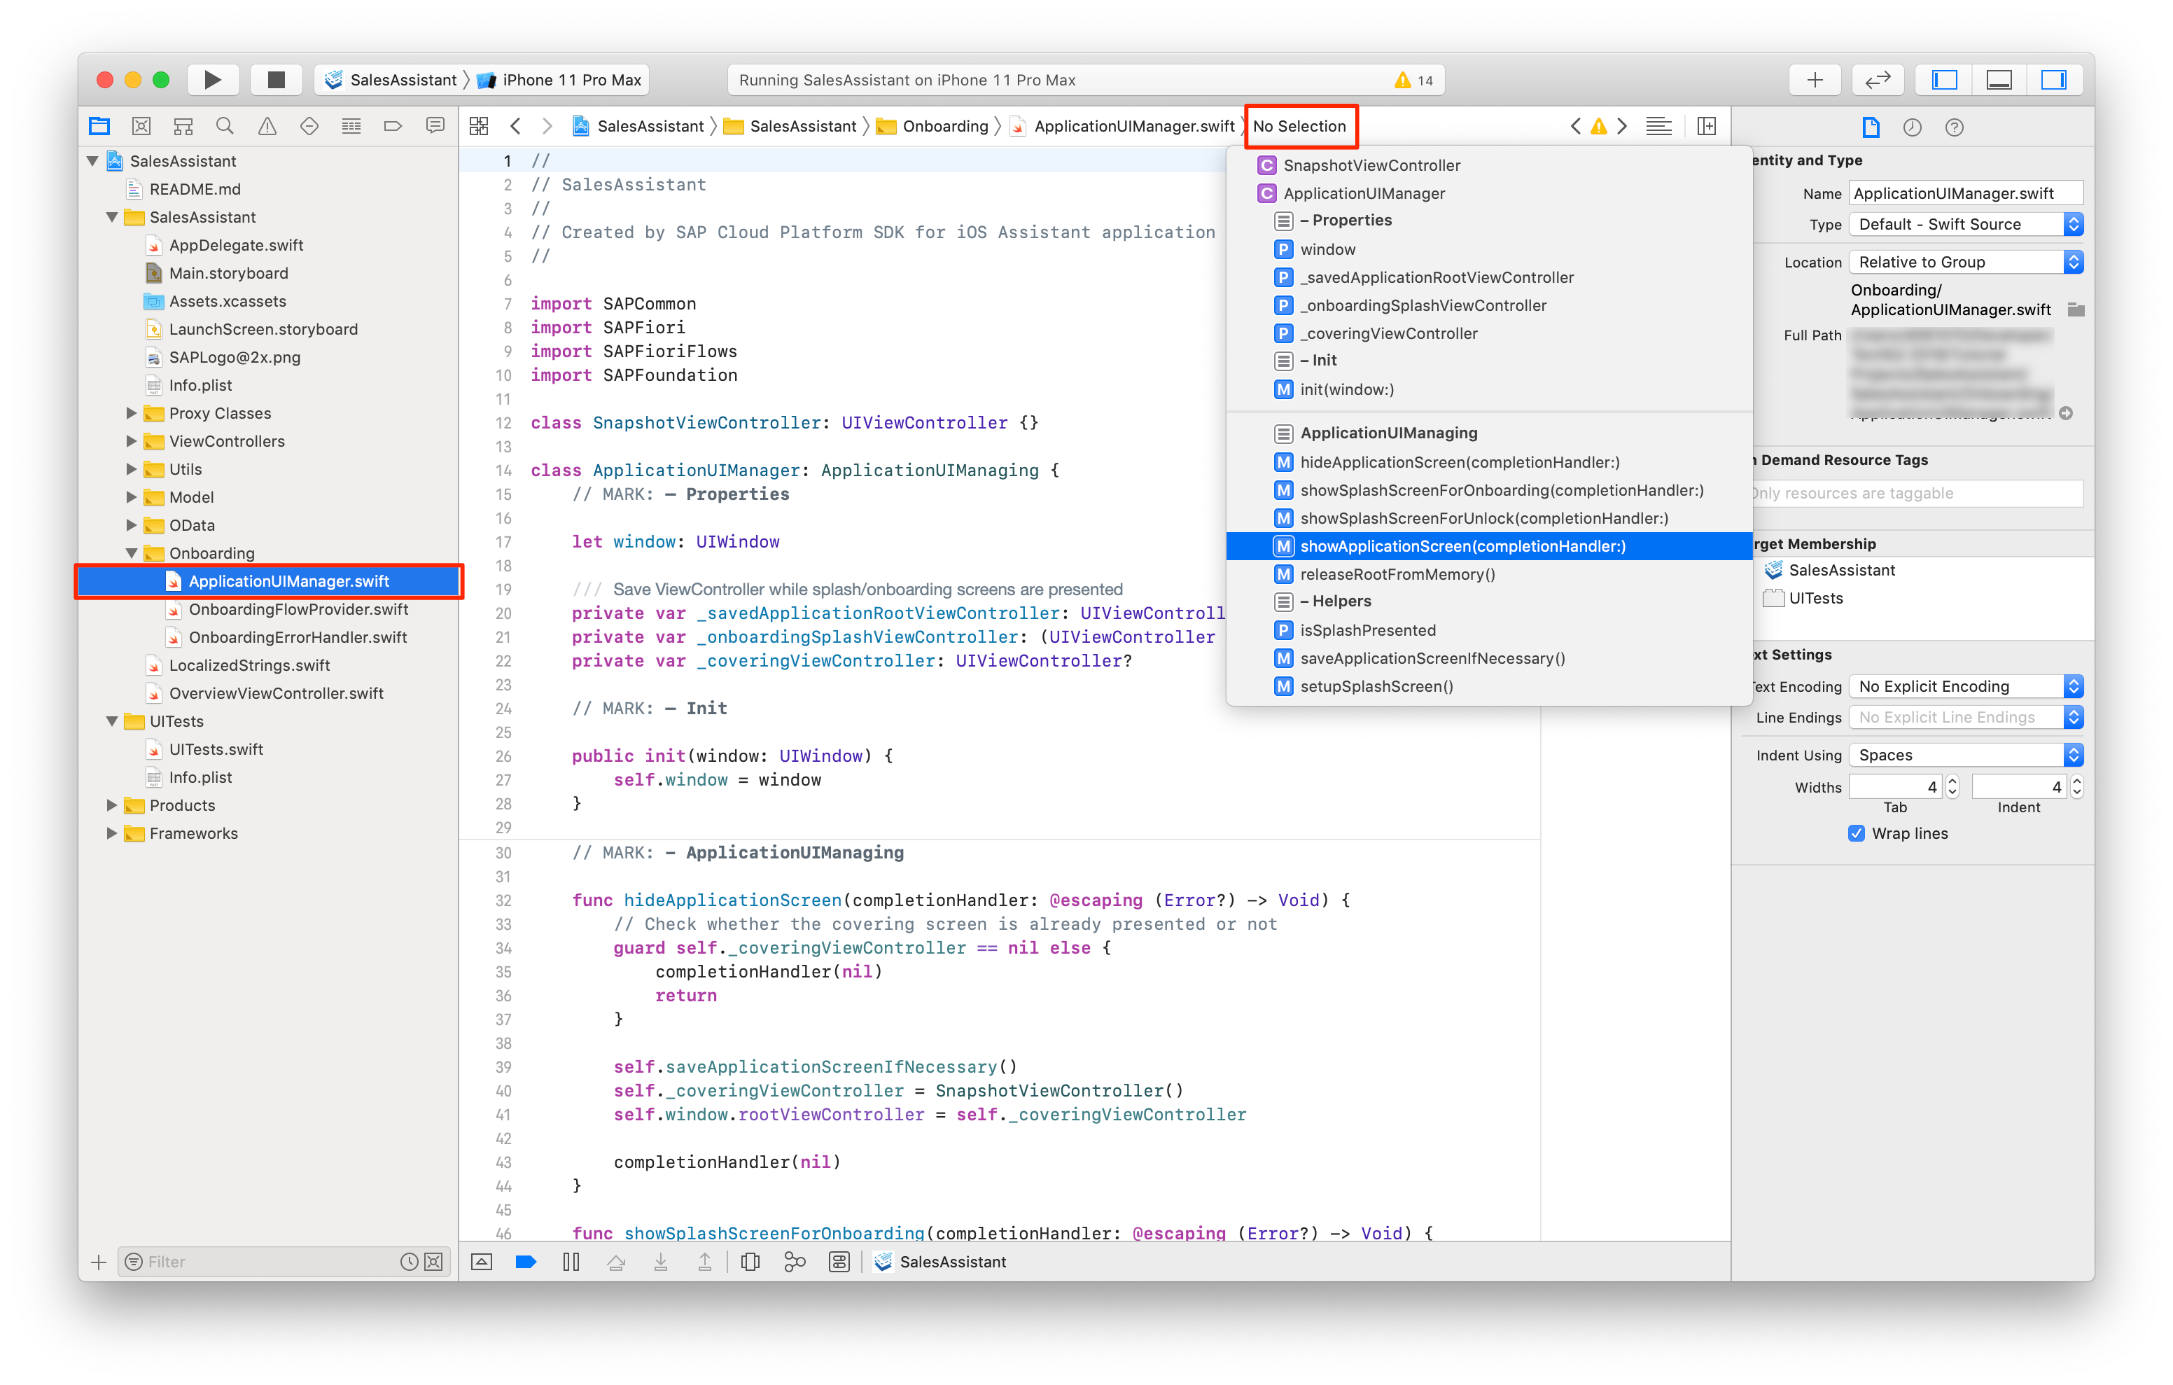 SalesAssistant
iPhone 11 Pro Max
Running SalesAssistant on iPhone 11 Pro Max
14
SalesAssistant
SalesAssistant
Onboarding
ApplicationUIManager.swift
No Selection
SalesAssistant
README.md
SalesAssistant
AppDelegate.swift
Main.storyboard
Assets.xcassets
LaunchScreen.storyboard
SAPLogo@2x.png
Info.plist
Proxy Classes
ViewControllers
Utils
Model
OData
Onboarding
ApplicationUIManager.swift
OnboardingFlowProvider.swift
OnboardingErrorHandler.swift
LocalizedStrings.swift
OverviewViewController.swift
UITests
UITests.swift
Info.plist
Products
Frameworks
Filter
1 //
2 // SalesAssistant
3 //
4 // Created by SAP Cloud Platform SDK for iOS Assistant application
5 //
6
7 import SAPCommon
8 import SAPFiori
9 import SAPFioriFlows
10 import SAPFoundation
11
12 class SnapshotViewController: UIViewController {}
13
14 class ApplicationUIManager: ApplicationUIManaging {
15 // MARK: – Properties
16
17 let window: UIWindow
18
19 /// Save ViewController while splash/onboarding screens are presented
20 private var _savedApplicationRootViewController: UIViewControll
21 private var _onboardingSplashViewController: (UIViewController
22 private var _coveringViewController: UIViewController?
23
24 // MARK: – Init
25
26 public init(window: UIWindow) {
27 self.window = window
28 }
29
30 // MARK: - ApplicationUIManaging
31
32 func hideApplicationScreen(completionHandler: @escaping (Error?) -> Void) {
33 // Check whether the covering screen is already presented or not
34 guard self._coveringViewController == nil else {
35 completionHandler(nil)
36 return
37 }
38
39 self.saveApplicationScreenIfNecessary()
40 self._coveringViewController = SnapshotViewController()
41 self.window.rootViewController = self._coveringViewController
42
43 completionHandler(nil)
44 }
45
46 func showSplashScreenForOnboarding(completionHandler: @escaping (Error?) -> Void) {
SalesAssistant
C SnapshotViewController
C ApplicationUIManager
– Properties
P window
P _savedApplicationRootViewController
P _onboardingSplashViewController
P _coveringViewController
– Init
M init(window:)
ApplicationUIManaging
M hideApplicationScreen(completionHandler:)
M showSplashScreenForOnboarding(completionHandler:)
M showSplashScreenForUnlock(completionHandler:)
M showApplicationScreen(completionHandler:)
M releaseRootFromMemory()
– Helpers
P isSplashPresented
M saveApplicationScreenIfNecessary()
M setupSplashScreen()
entity and Type
Name ApplicationUIManager.swift
Type Default - Swift Source
Location Relative to Group
Onboarding/
ApplicationUIManager.swift
Full Path
n Demand Resource Tags
Only resources are taggable
rget Membership
SalesAssistant
UITests
xt Settings
Text Encoding No Explicit Encoding
Line Endings No Explicit Line Endings
Indent Using Spaces
Widths 4 4
Tab Indent
Wrap lines